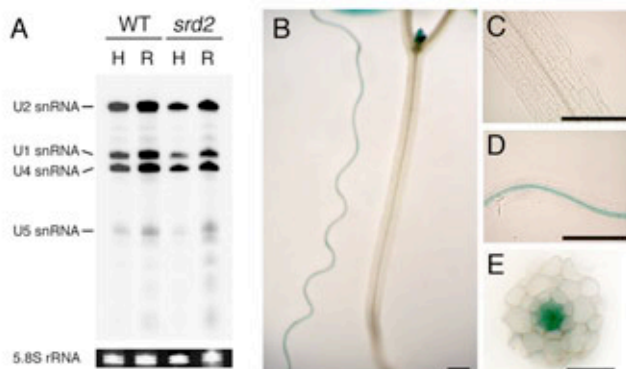 A
WT srd2
H R H R
U2 snRNA
U1 snRNA
U4 snRNA
U5 snRNA
5.8S rRNA
B
C
D
E